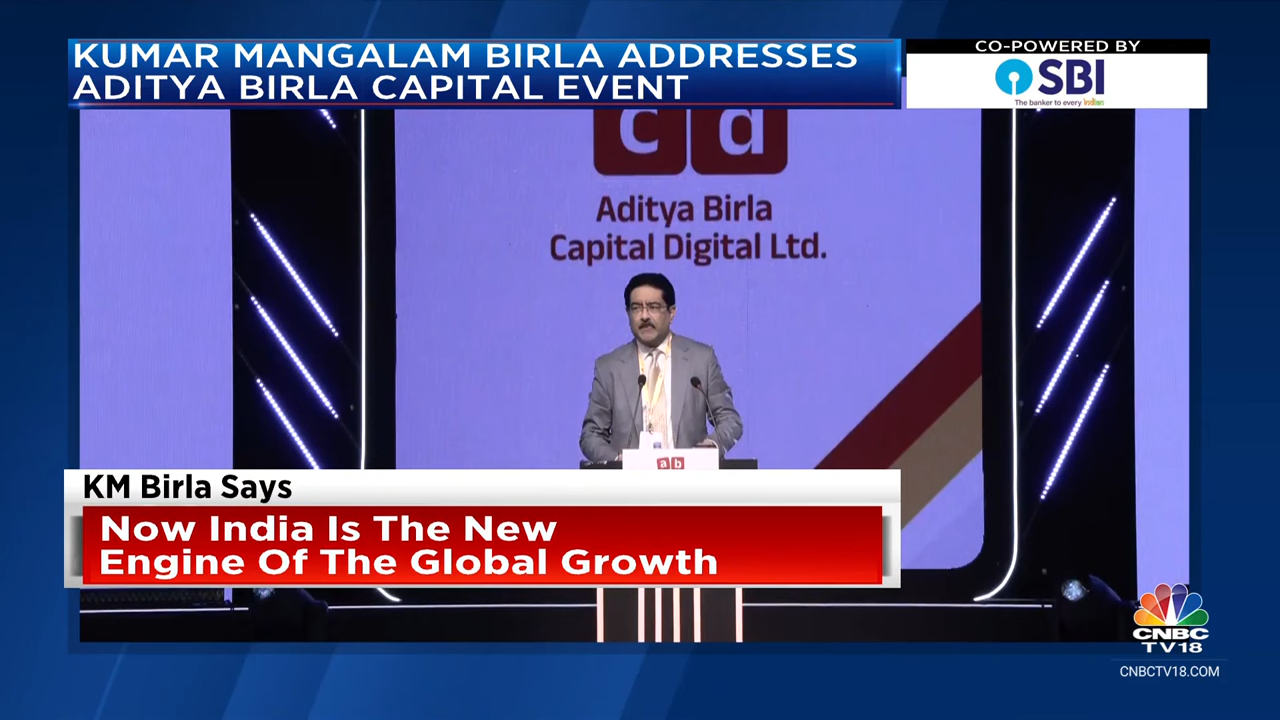 KUMAR MANGALAM BIRLA ADDRESSES
ADITYA BIRLA CAPITAL EVENT
CO-POWERED BY
SBI
The banker to every Indian
c d
Aditya Birla
Capital Digital Ltd.
a b
KM Birla Says
Now India Is The New
Engine Of The Global Growth
CNBC
TV18
CNBCTV18.COM